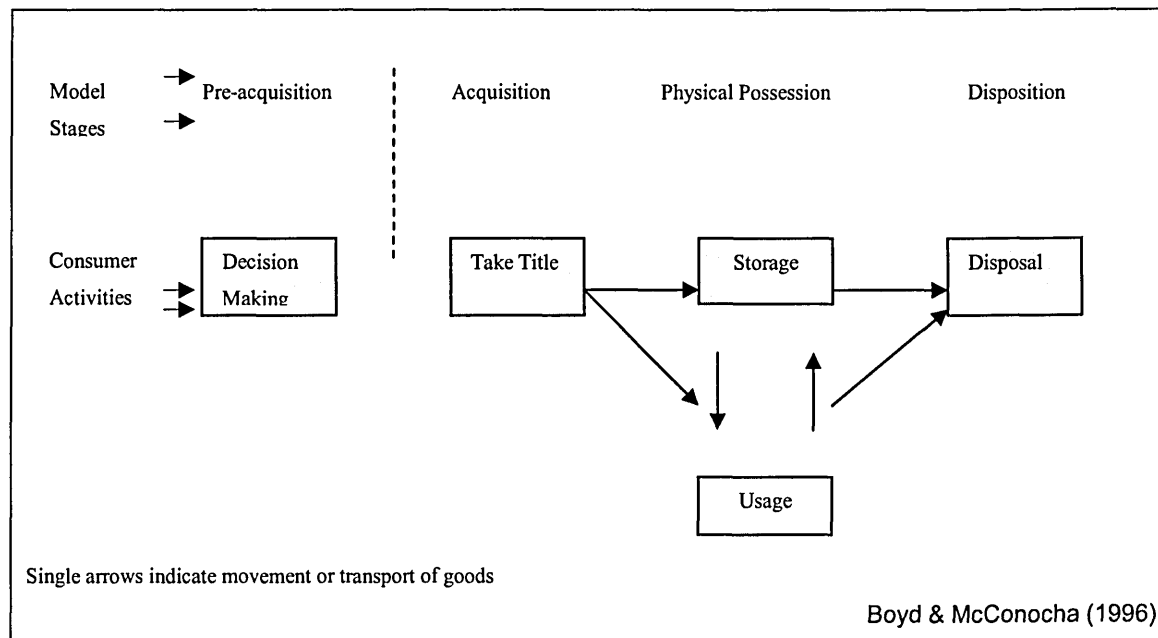 Model Pre-acquisition Acquisition Physical Possession Disposition
Stages
Consumer Decision Take Title Storage Disposal
Activities Making
Usage
Single arrows indicate movement or transport of goods
Boyd & McConocha (1996)